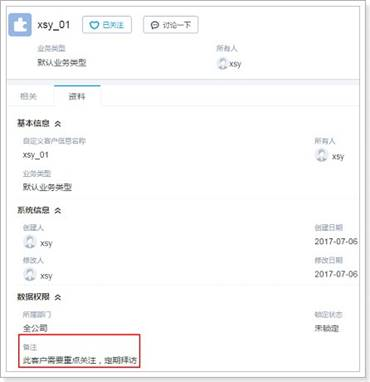 xsy_01 已关注 讨论一下
业务类型 所有人
默认业务类型 xsy
相关 资料
基本信息
自定义客户信息名称 所有人
xsy_01 xsy
业务类型
默认业务类型
系统信息
创建人 创建日期
xsy 2017-07-06
修改人 修改日期
xsy 2017-07-06
数据权限
所属部门 锁定状态
全公司 未锁定
备注
此客户需要重点关注，定期拜访